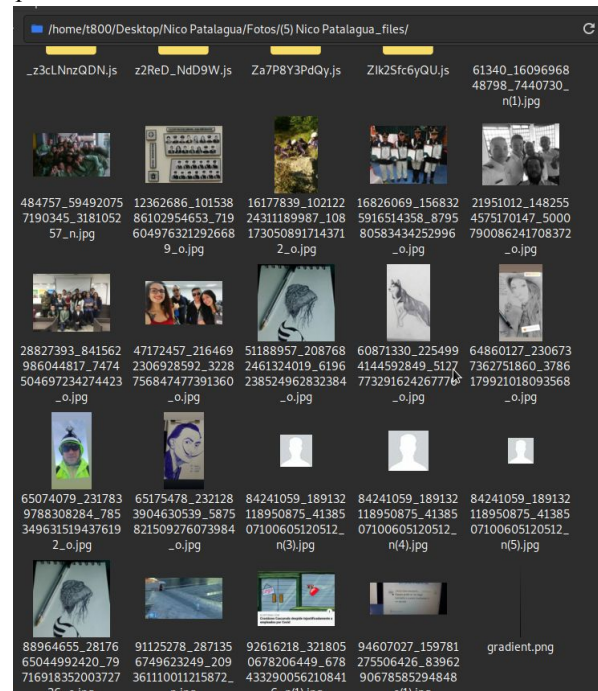 /home/t800/Desktop/Nico Patalagua/Fotos/(5) Nico Patalagua_files/
_z3cLNnzQDN.js
z2ReD_NdD9W.js
Za7P8Y3PdQy.js
ZIk2Sfc6yQU.js
61340_16096968
48798_7440730_
n(1).jpg
484757_59492075
7190345_3181052
57_n.jpg
12362686_101538
86102954653_719
604976321292668
9_o.jpg
16177839_102122
24311189987_108
173050891714371
2_o.jpg
16826069_156832
5916514358_8795
80583434252996
_o.jpg
21951012_148255
4575170147_5000
790086241708372
_o.jpg
28827393_841562
986044817_7474
504697234274423
_o.jpg
47172457_216469
2306928592_3228
756847477391360
_o.jpg
51188957_208768
2461324019_6196
238524962832384
_o.jpg
60871330_225499
4144592849_5127
_o.jpg
64860127_230673
7362751860_3786
179921018093568
_o.jpg
65074079_231783
9788308284_785
349631519437619
2_o.jpg
65175478_232128
3904630539_5875
821509276073984
_o.jpg
84241059_189132
118950875_41385
07100605120512_
n(3).jpg
84241059_189132
118950875_41385
07100605120512_
n(4).jpg
84241059_189132
118950875_41385
07100605120512_
n(5).jpg
88964655_28176
65044992420_79
716918352003727
91125278_287135
6749623249_209
361110011215872_
92616218_321805
0678206449_678
433290056210841
94607027_159781
275506426_83962
90678585294848
gradient.png